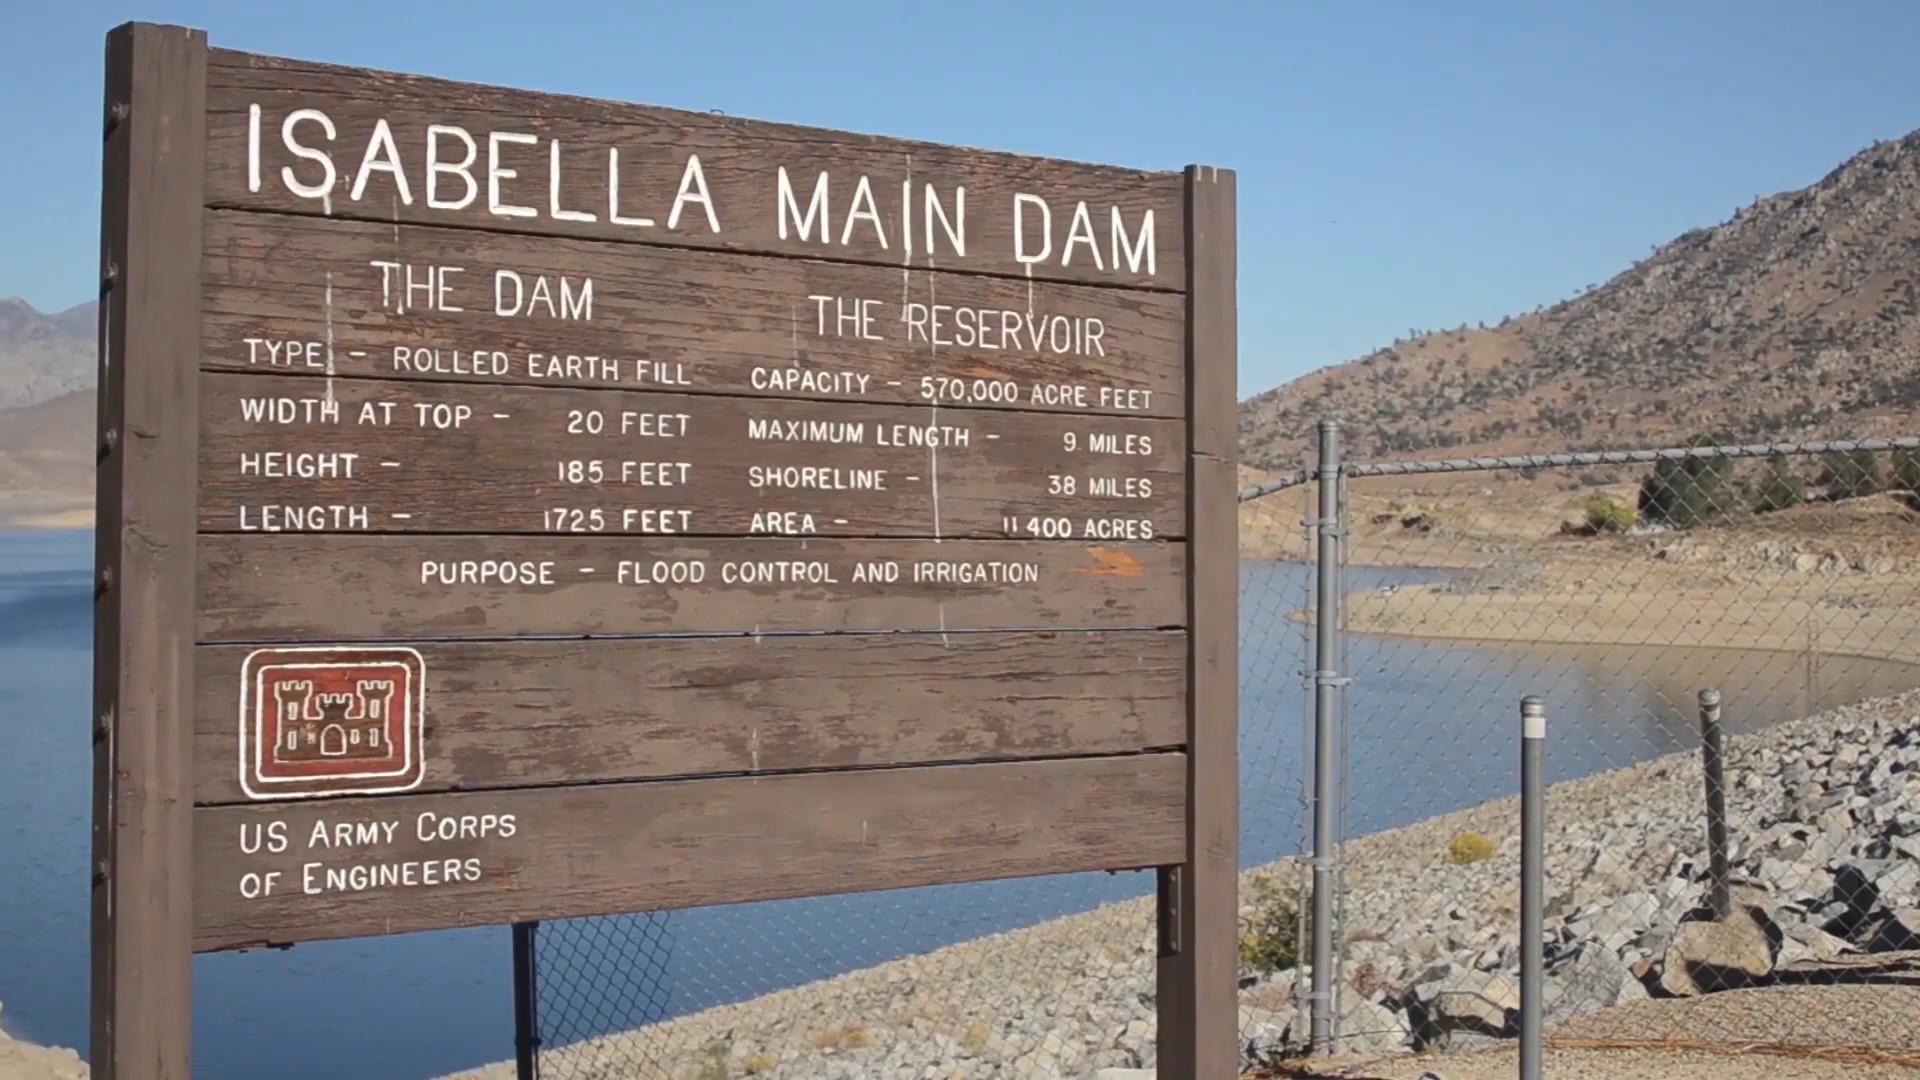 ISABELLA MAIN DAM
THE DAM
TYPE - ROLLED EARTH FILL
WIDTH AT TOP - 20 FEET
HEIGHT - 185 FEET
LENGTH - 1725 FEET
THE RESERVOIR
CAPACITY - 570,000 ACRE FEET
MAXIMUM LENGTH - 9 MILES
SHORELINE - 38 MILES
AREA - 11 400 ACRES
PURPOSE - FLOOD CONTROL AND IRRIGATION
US ARMY CORPS
OF ENGINEERS